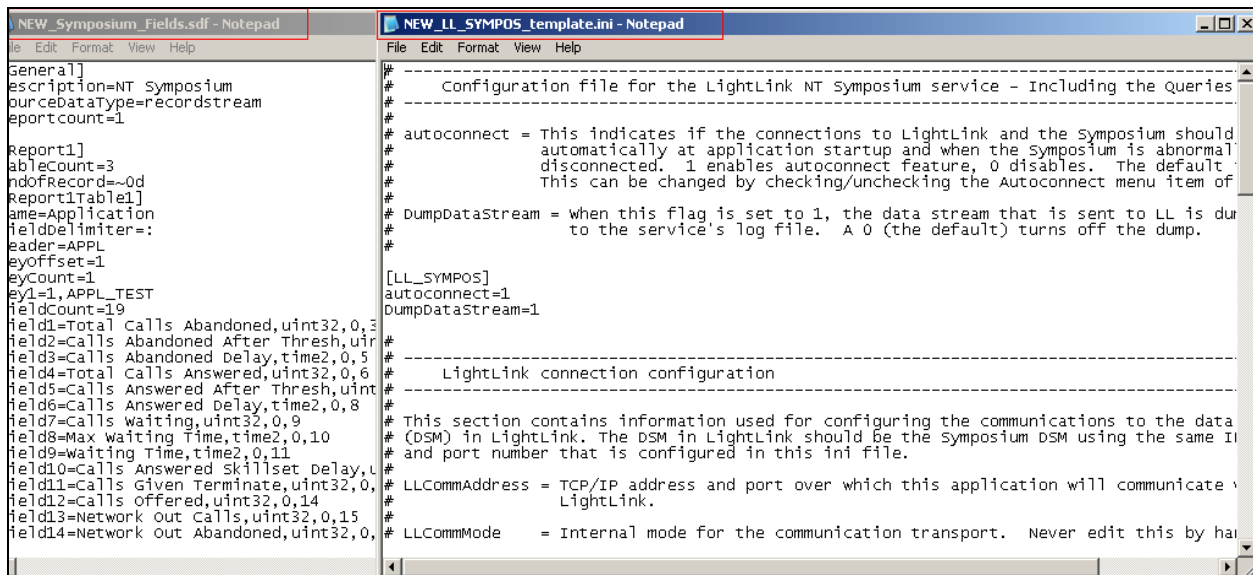 NEW_Symposium_Fields.sdf - Notepad
ile Edit Format View Help
General]
escription=NT Symposium
ourceDataType=recordstream
eportcount=1
Report1]
ableCount=3
ndofRecord=~0d
Report1Table1]
ame=Application
ieldDelimiter=:
eader=APPL
eyOffset=1
eyCount=1
ey1=1,APPL_TEST
ieldCount=19
ield1=Total Calls Abandoned,uint32,0,3
ield2=Calls Abandoned After Thresh,uin
ield3=Calls Abandoned Delay,time2,0,5
ield4=Total Calls Answered,uint32,0,6
ield5=Calls Answered After Thresh,uint
ield6=Calls Answered Delay,time2,0,8
ield7=Calls Waiting,uint32,0,9
ield8=Max Waiting Time,time2,0,10
ield9=Waiting Time,time2,0,11
ield10=Calls Answered Skillset Delay,u
ield11=Calls Given Terminate,uint32,0,
ield12=Calls Offered,uint32,0,14
ield13=Network Out Calls,uint32,0,15
ield14=Network Out Abandoned,uint32,0,
NEW_LL_SYMPOS_template.ini - Notepad
File Edit Format View Help
# ----------------------------------------------------------------------
# Configuration file for the LightLink NT Symposium service - Including the Queries
# ----------------------------------------------------------------------
#
# autoconnect = This indicates if the connections to LightLink and the Symposium should
# automatically at application startup and when the Symposium is abnormal
# disconnected. 1 enables autoconnect feature, 0 disables. The default
# This can be changed by checking/unchecking the Autoconnect menu item of
#
# DumpDataStream = When this flag is set to 1, the data stream that is sent to LL is dum
# to the service's log file. A 0 (the default) turns off the dump.
#
[LL_SYMPOS]
autoconnect=1
DumpDataStream=1
#
# ----------------------------------------------------------------------
# LightLink connection configuration
# ----------------------------------------------------------------------
#
# This section contains information used for configuring the communications to the data
# (DSM) in LightLink. The DSM in LightLink should be the Symposium DSM using the same I
# and port number that is configured in this ini file.
#
# LLCommAddress = TCP/IP address and port over which this application will communicate
# LightLink.
#
# LLCommMode = Internal mode for the communication transport. Never edit this by ha